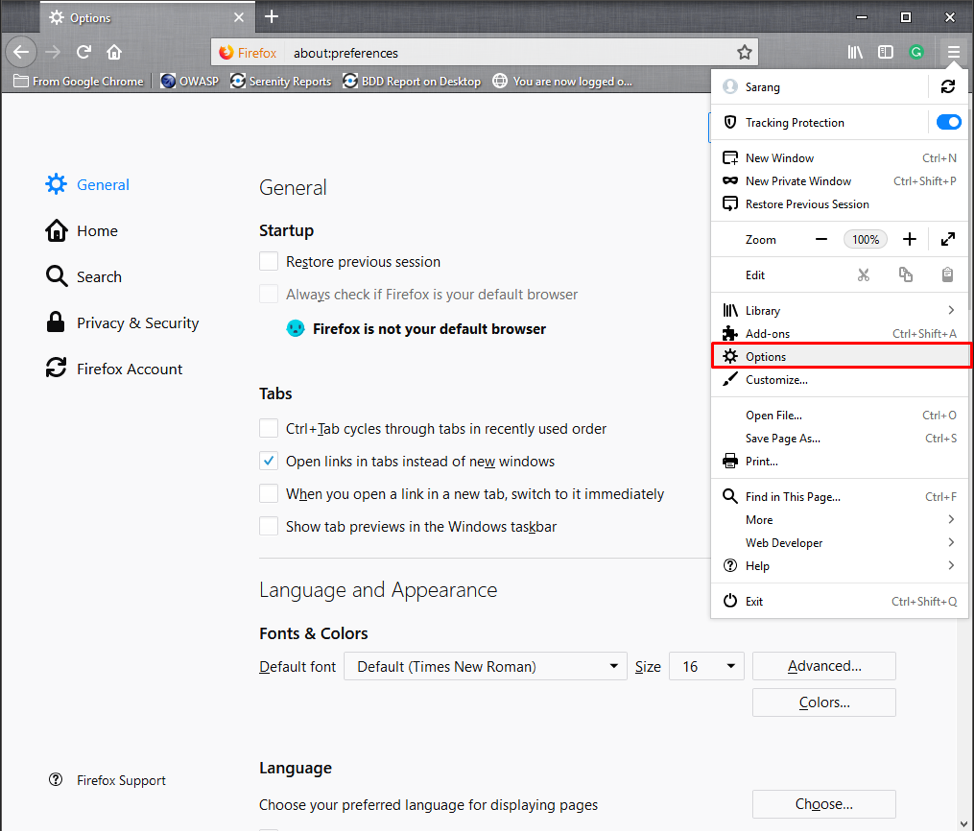 Options
Firefox about:preferences
From Google Chrome OWASP Serenity Reports BDD Report on Desktop You are now logged o...
Sarang
Tracking Protection
New Window Ctrl+N
New Private Window Ctrl+Shift+P
Restore Previous Session
Zoom 100%
Edit
Library
Add-ons Ctrl+Shift+A
Options
Customize...
Open File... Ctrl+O
Save Page As... Ctrl+S
Print...
Find in This Page... Ctrl+F
More
Web Developer
Help
Exit Ctrl+Shift+Q
General
Home
Search
Privacy & Security
Firefox Account
Firefox Support
General
Startup
Restore previous session
Always check if Firefox is your default browser
Firefox is not your default browser
Tabs
Ctrl+Tab cycles through tabs in recently used order
Open links in tabs instead of new windows
When you open a link in a new tab, switch to it immediately
Show tab previews in the Windows taskbar
Language and Appearance
Fonts & Colors
Default font Default (Times New Roman) Size 16 Advanced...
Colors...
Language
Choose your preferred language for displaying pages Choose...